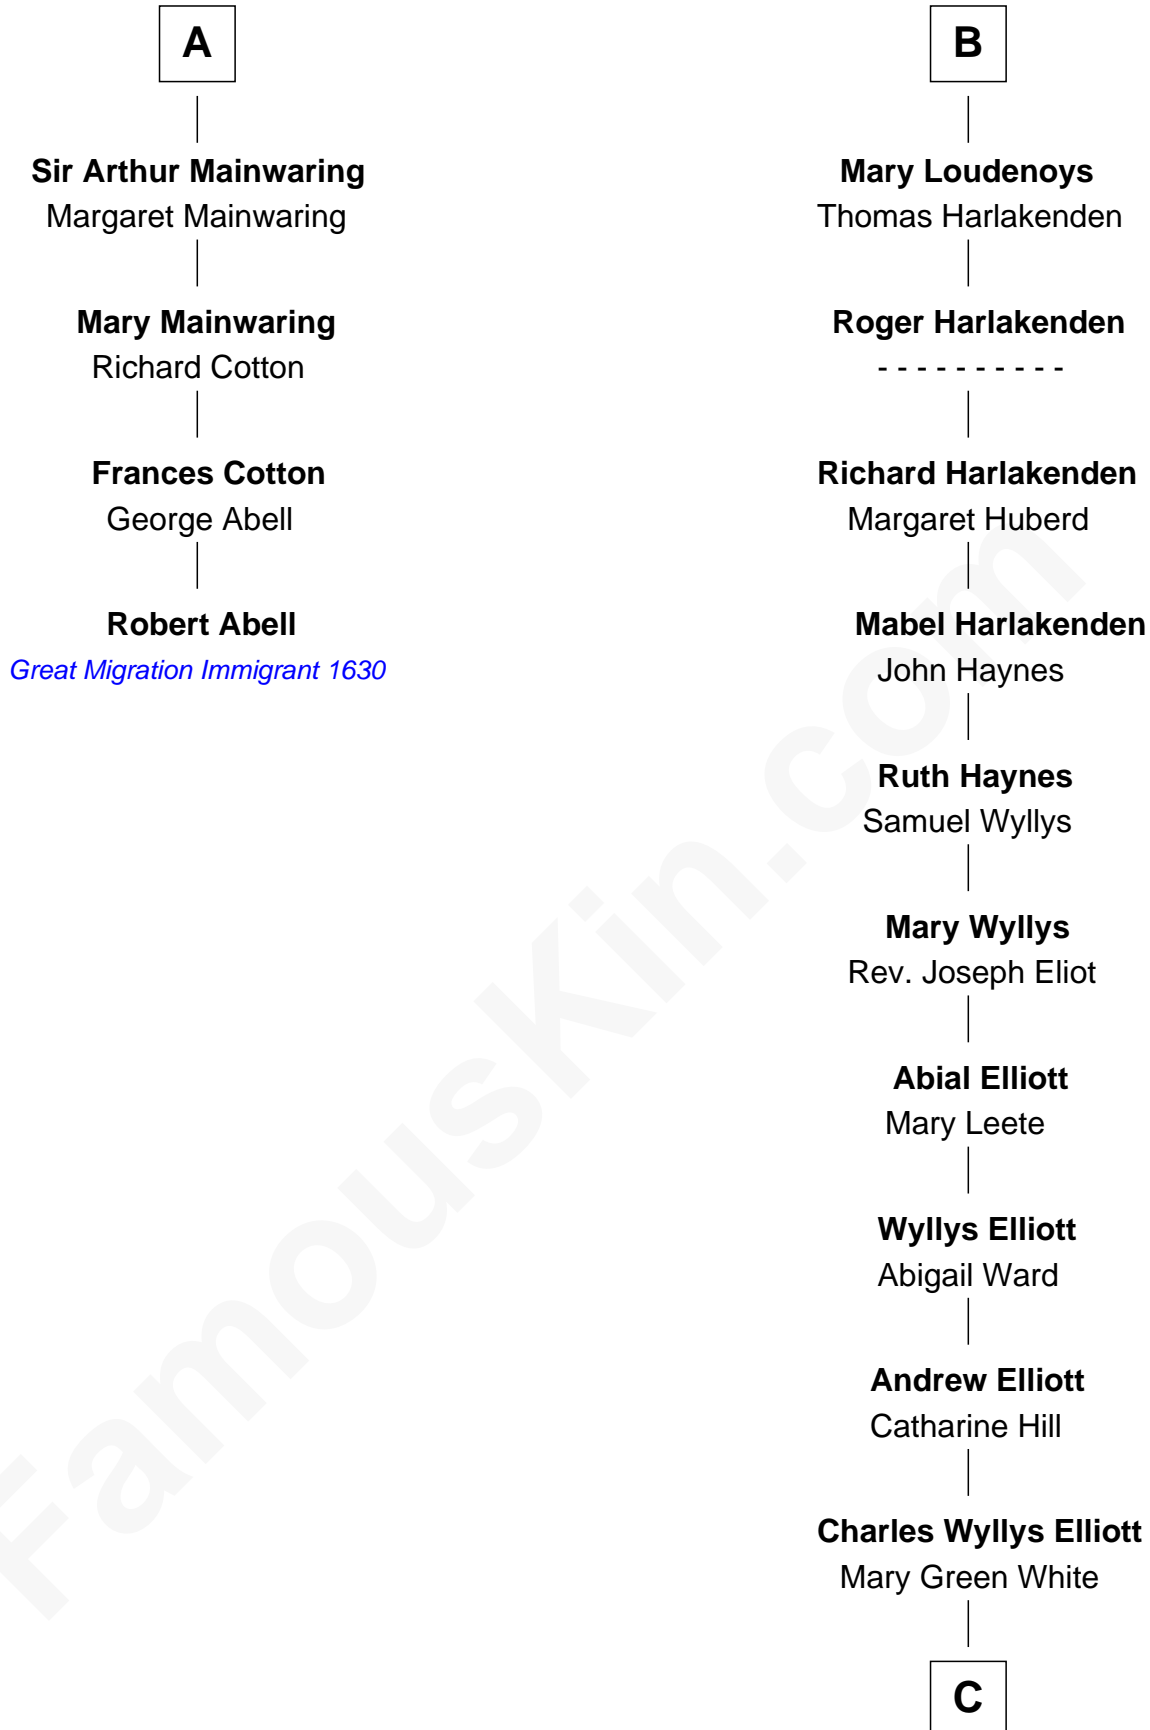 A
Sir Arthur Mainwaring
Margaret Mainwaring
Mary Mainwaring
Richard Cotton
Frances Cotton
George Abell
Robert Abell
Great Migration Immigrant 1630
B
Mary Loudenoys
Thomas Harlakenden
Roger Harlakenden
- - - - - - - - - -
Richard Harlakenden
Margaret Huberd
Mabel Harlakenden
John Haynes
Ruth Haynes
Samuel Wyllys
Mary Wyllys
Rev. Joseph Eliot
Abial Elliott
Mary Leete
Wyllys Elliott
Abigail Ward
Andrew Elliott
Catharine Hill
Charles Wyllys Elliott
Mary Green White
C
FamousKin.com